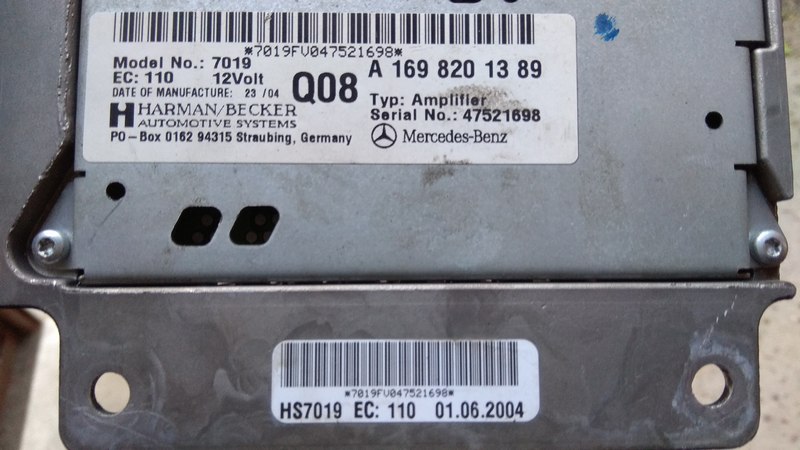 *7019FV047521698*
Model No.: 7019
EC: 110 12Volt
DATE OF MANUFACTURE: 23 /04
Q08
A 169 820 13 89
HARMAN/BECKER
AUTOMOTIVE SYSTEMS
PO-Box 0162 94315 Straubing, Germany
Typ: Amplifier
Serial No.: 47521698
Mercedes-Benz
*7019FV047521698*
HS7019 EC: 110 01.06.2004